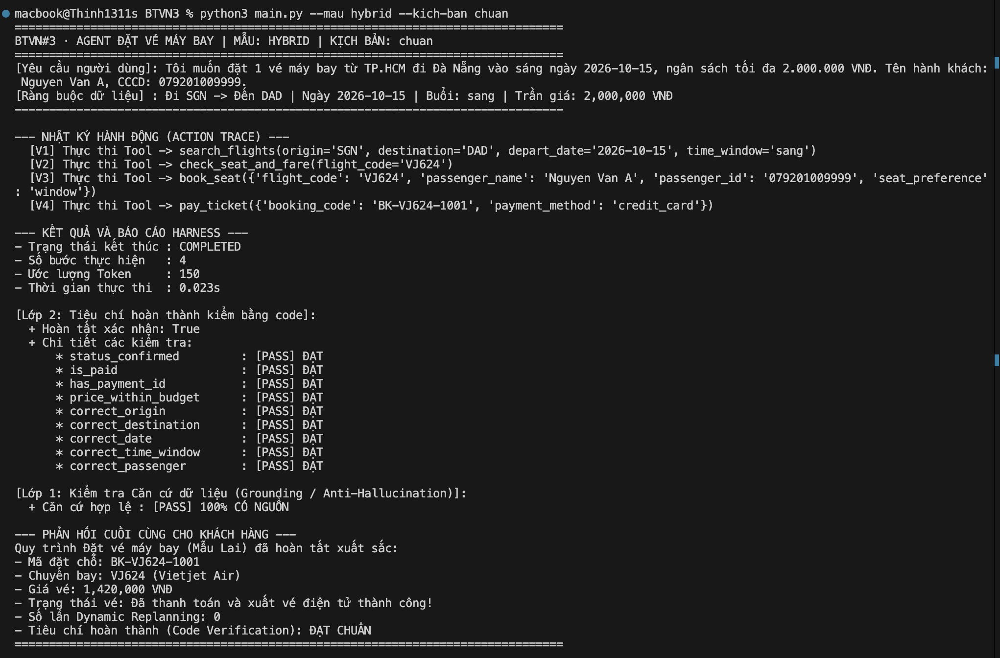 macbook@Thinh1311s BTVN3 % python3 main.py --mau hybrid --kich-ban chuan
================================================================================
BTVN#3 · AGENT ĐẶT VÉ MÁY BAY | MẪU: HYBRID | KỊCH BẢN: chuan
================================================================================
[Yêu cầu người dùng]: Tôi muốn đặt 1 vé máy bay từ TP.HCM đi Đà Nẵng vào sáng ngày 2026-10-15, ngân sách tối đa 2.000.000 VNĐ. Tên hành khách:
Nguyen Van A, CCCD: 079201009999.
[Ràng buộc dữ liệu] : Đi SGN -> Đến DAD | Ngày 2026-10-15 | Buổi: sang | Trần giá: 2,000,000 VNĐ
--------------------------------------------------------------------------------
--- NHẬT KÝ HÀNH ĐỘNG (ACTION TRACE) ---
[V1] Thực thi Tool -> search_flights(origin='SGN', destination='DAD', depart_date='2026-10-15', time_window='sang')
[V2] Thực thi Tool -> check_seat_and_fare(flight_code='VJ624')
[V3] Thực thi Tool -> book_seat({'flight_code': 'VJ624', 'passenger_name': 'Nguyen Van A', 'passenger_id': '079201009999', 'seat_preference'
: 'window'})
[V4] Thực thi Tool -> pay_ticket({'booking_code': 'BK-VJ624-1001', 'payment_method': 'credit_card'})
--- KẾT QUẢ VÀ BÁO CÁO HARNESS ---
- Trạng thái kết thúc : COMPLETED
- Số bước thực hiện   : 4
- Ước lượng Token     : 150
- Thời gian thực thi  : 0.023s
[Lớp 2: Tiêu chí hoàn thành kiểm bằng code]:
+ Hoàn tất xác nhận: True
+ Chi tiết các kiểm tra:
* status_confirmed         : [PASS] ĐẠT
* is_paid                  : [PASS] ĐẠT
* has_payment_id           : [PASS] ĐẠT
* price_within_budget      : [PASS] ĐẠT
* correct_origin           : [PASS] ĐẠT
* correct_destination      : [PASS] ĐẠT
* correct_date             : [PASS] ĐẠT
* correct_time_window      : [PASS] ĐẠT
* correct_passenger        : [PASS] ĐẠT
[Lớp 1: Kiểm tra Căn cứ dữ liệu (Grounding / Anti-Hallucination)]:
+ Căn cứ hợp lệ : [PASS] 100% CÓ NGUỒN
--- PHẢN HỒI CUỐI CÙNG CHO KHÁCH HÀNG ---
Quy trình Đặt vé máy bay (Mẫu Lai) đã hoàn tất xuất sắc:
- Mã đặt chỗ: BK-VJ624-1001
- Chuyến bay: VJ624 (Vietjet Air)
- Giá vé: 1,420,000 VNĐ
- Trạng thái vé: Đã thanh toán và xuất vé điện tử thành công!
- Số lần Dynamic Replanning: 0
- Tiêu chí hoàn thành (Code Verification): ĐẠT CHUẨN
================================================================================